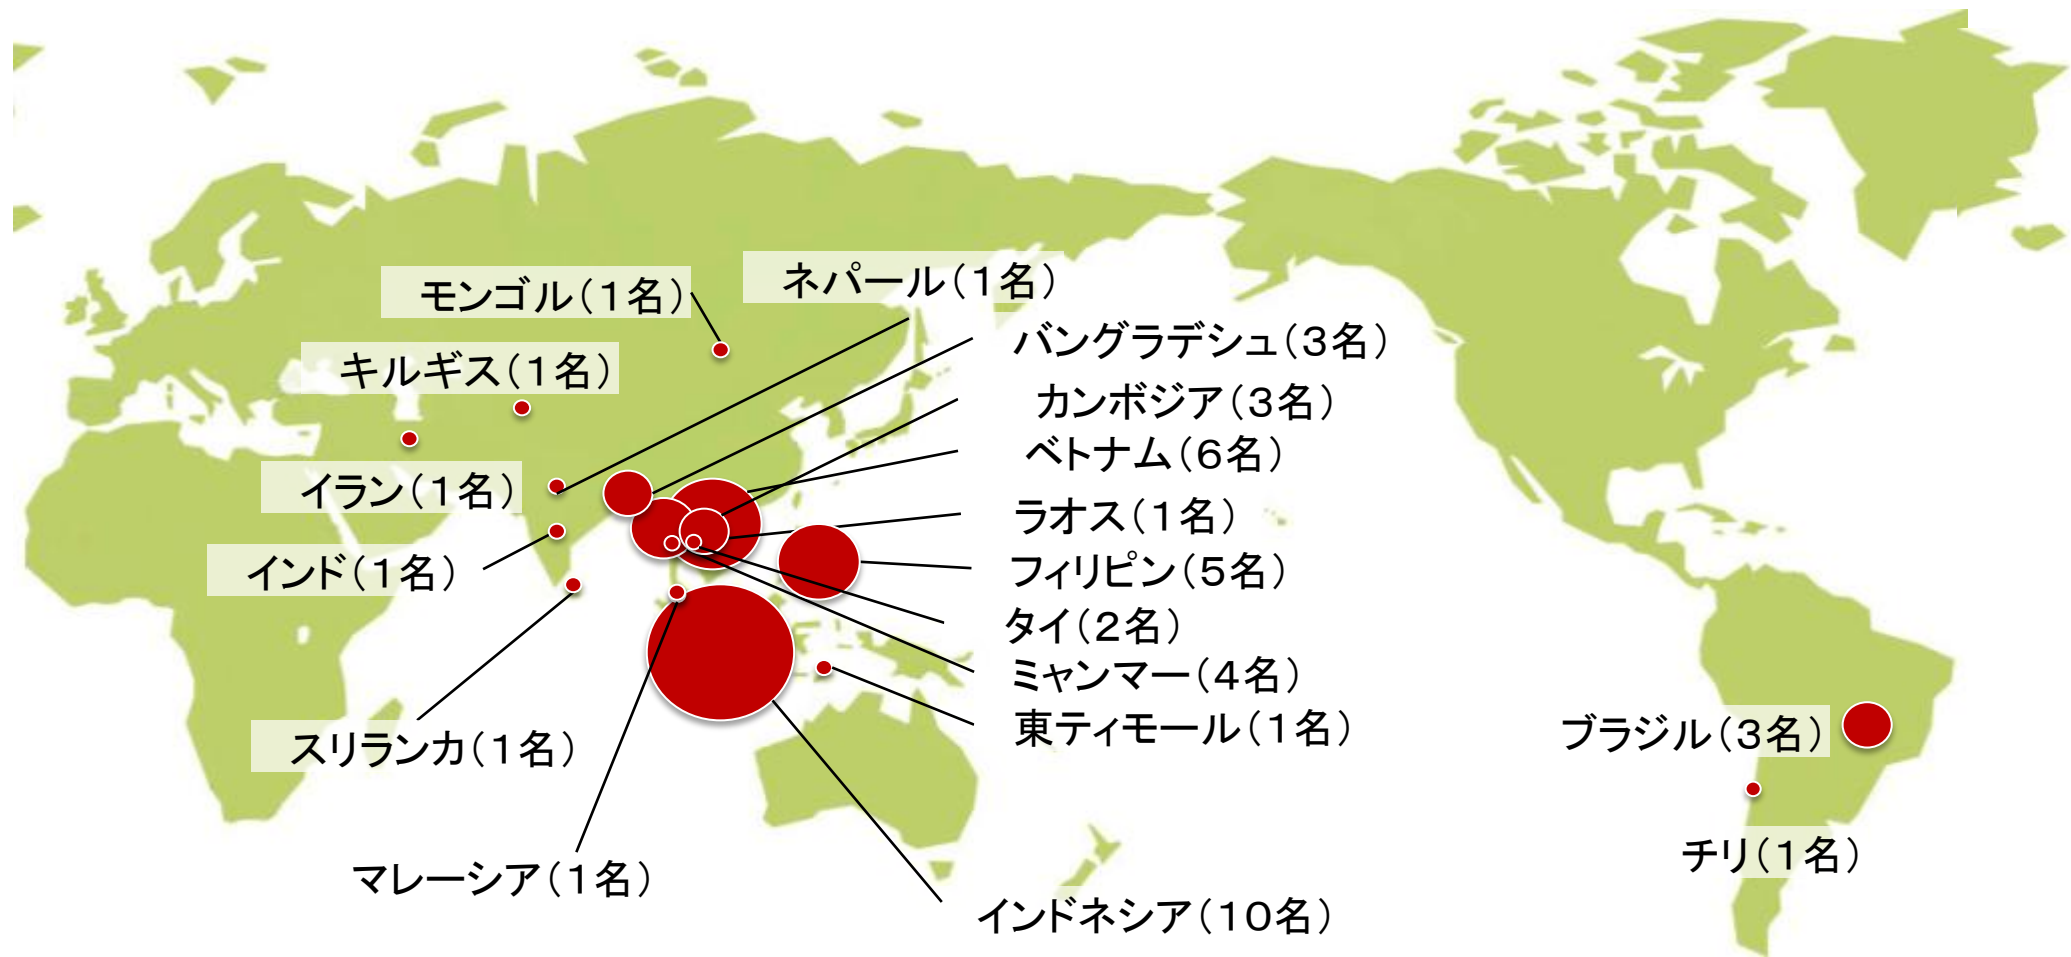 ネパール(1名)
モンゴル(1名)
バングラデシュ(3名)
キルギス(1名)
カンボジア(3名)
ベトナム(6名)
イラン(1名)
ラオス(1名)
インド(1名)
フィリピン(5名)
タイ(2名)
ミャンマー(4名)
東ティモール(1名)
スリランカ(1名)
ブラジル(3名)
チリ(1名)
マレーシア(1名)
インドネシア(10名)